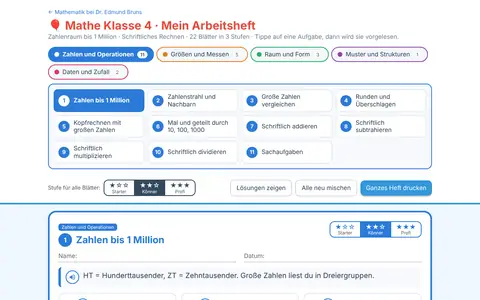 ← Mathematik bei Dr. Edmund Bruns
Mathe Klasse 4 · Mein Arbeitsheft
Zahlenraum bis 1 Million · Schriftliches Rechnen · 22 Blätter in 3 Stufen · Tippe auf eine Aufgabe, dann wird sie vorgelesen.
Zahlen und Operationen 11
Größen und Messen 5
Raum und Form 3
Muster und Strukturen 1
Daten und Zufall 2
1 Zahlen bis 1 Million
2 Zahlenstrahl und Nachbarn
3 Große Zahlen vergleichen
4 Runden und Überschlagen
5 Kopfrechnen mit großen Zahlen
6 Mal und geteilt durch 10, 100, 1000
7 Schriftlich addieren
8 Schriftlich subtrahieren
9 Schriftlich multiplizieren
10 Schriftlich dividieren
11 Sachaufgaben
Stufe für alle Blätter:
★☆☆ Starter
★★☆ Könner
★★★ Profi
Lösungen zeigen
Alle neu mischen
Ganzes Heft drucken
Zahlen und Operationen
1 Zahlen bis 1 Million
★☆☆ Starter
★★☆ Könner
★★★ Profi
Name:
Datum:
HT = Hunderttausender, ZT = Zehntausender. Große Zahlen liest du in Dreiergruppen.